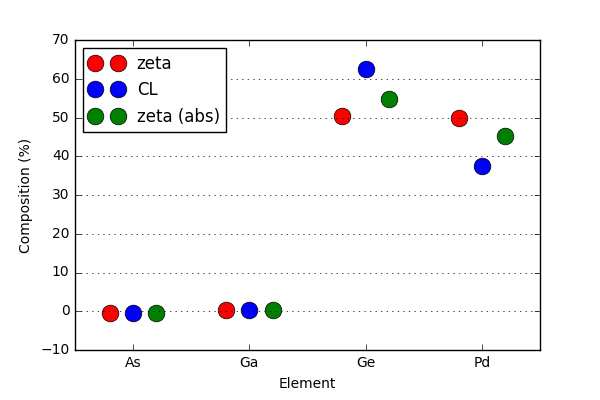 70
60
50
40
30
20
10
0
−10
Composition (%)
zeta
CL
zeta (abs)
As Ga Ge Pd
Element